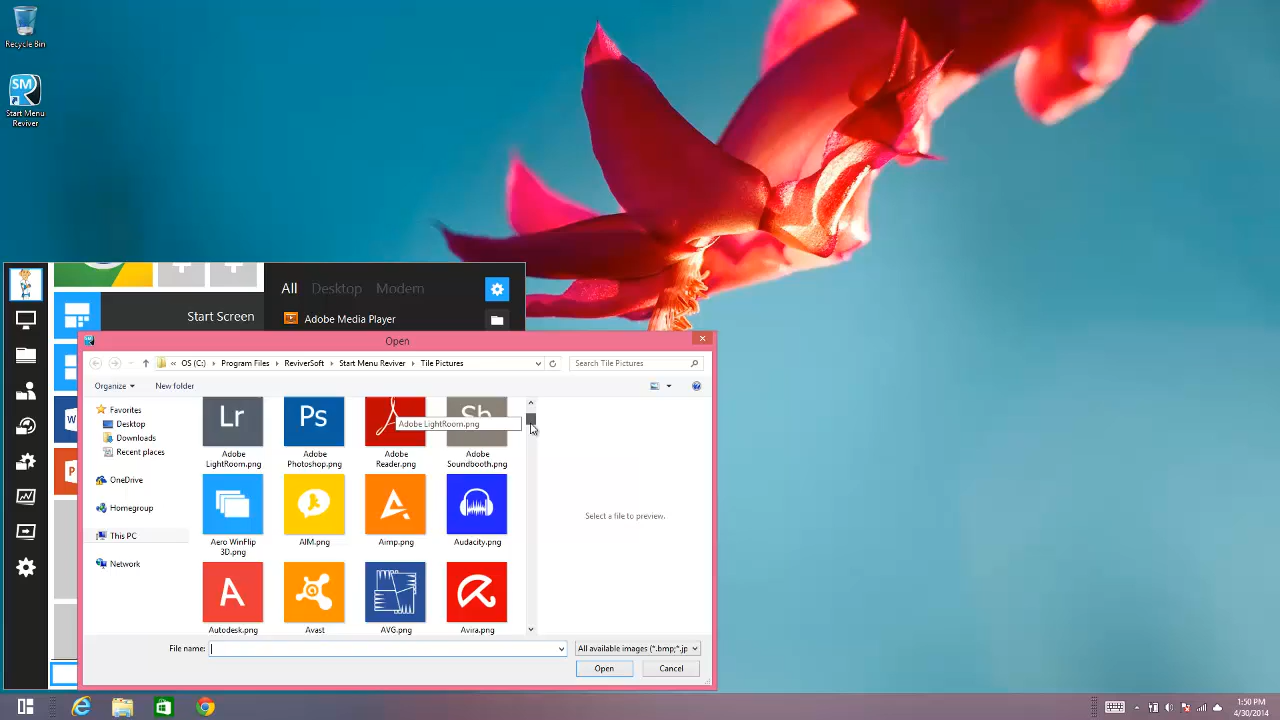 Recycle Bin
SM
Start Menu
Reviver
All Desktop Modern
Start Screen
Adobe Media Player
Open
« OS (C:) Program Files ReviverSoft Start Menu Reviver Tile Pictures
Search Tile Pictures
Organize New folder
Favorites
Desktop
Downloads
Recent places
OneDrive
Homegroup
This PC
Network
Lr Ps Sb
Adobe LightRoom.png
Adobe
LightRoom.png
Adobe
Photoshop.png
Adobe
Reader.png
Adobe
Soundbooth.png
Aero WinFlip
3D.png
AIM.png
Aimp.png
Audacity.png
A
Autodesk.png
Avast
AVG.png
Avira.png
Select a file to preview.
File name:
All available images (*.bmp;*.jp
Open
Cancel
W
P
1:50 PM
4/30/2014